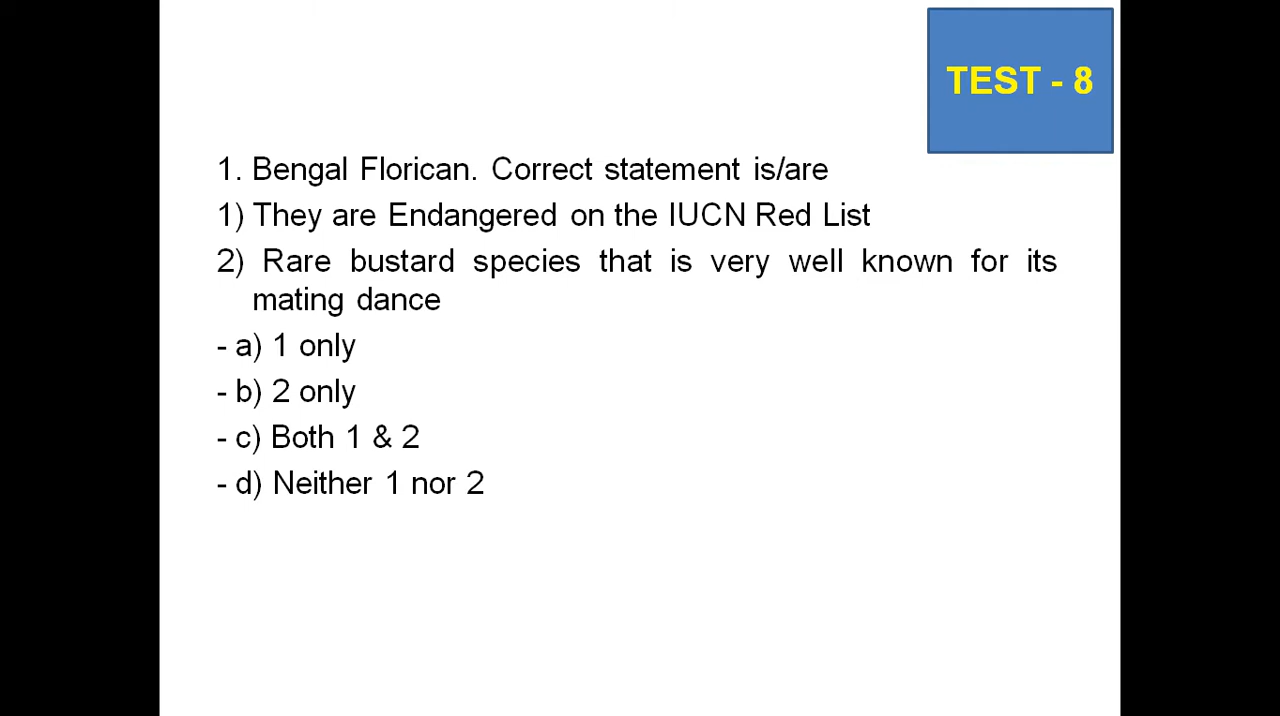 TEST - 8
1. Bengal Florican. Correct statement is/are
1) They are Endangered on the IUCN Red List
2) Rare bustard species that is very well known for its
mating dance
- a) 1 only
- b) 2 only
- c) Both 1 & 2
- d) Neither 1 nor 2